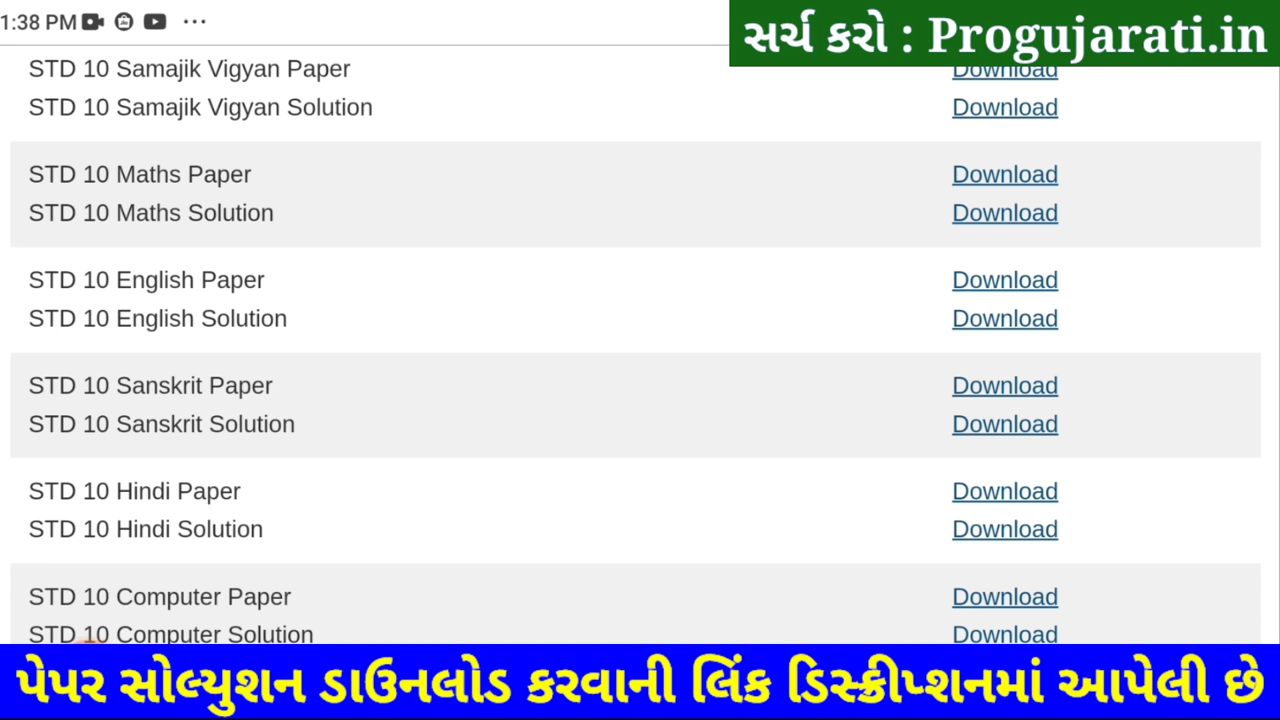 1:38 PM
સર્ચ કરો : Progujarati.in
STD 10 Samajik Vigyan Paper Download
STD 10 Samajik Vigyan Solution Download
STD 10 Maths Paper Download
STD 10 Maths Solution Download
STD 10 English Paper Download
STD 10 English Solution Download
STD 10 Sanskrit Paper Download
STD 10 Sanskrit Solution Download
STD 10 Hindi Paper Download
STD 10 Hindi Solution Download
STD 10 Computer Paper Download
STD 10 Computer Solution Download
પેપર સોલ્યુશન ડાઉનલોડ કરવાની લિંક ડિસ્ક્રીપ્શનમાં આપેલી છે